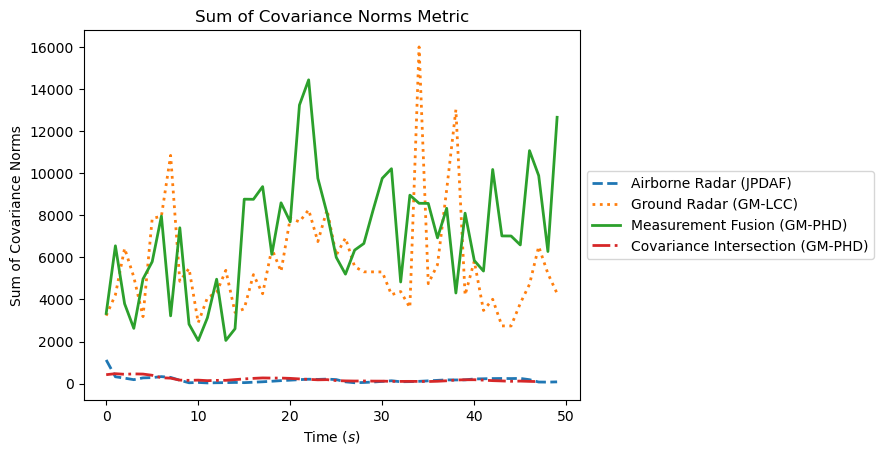 Sum of Covariance Norms Metric
Sum of Covariance Norms
16000
14000
12000
10000
8000
6000
4000
2000
0
0 10 20 30 40 50
Time (s)
Airborne Radar (JPDAF)
Ground Radar (GM-LCC)
Measurement Fusion (GM-PHD)
Covariance Intersection (GM-PHD)